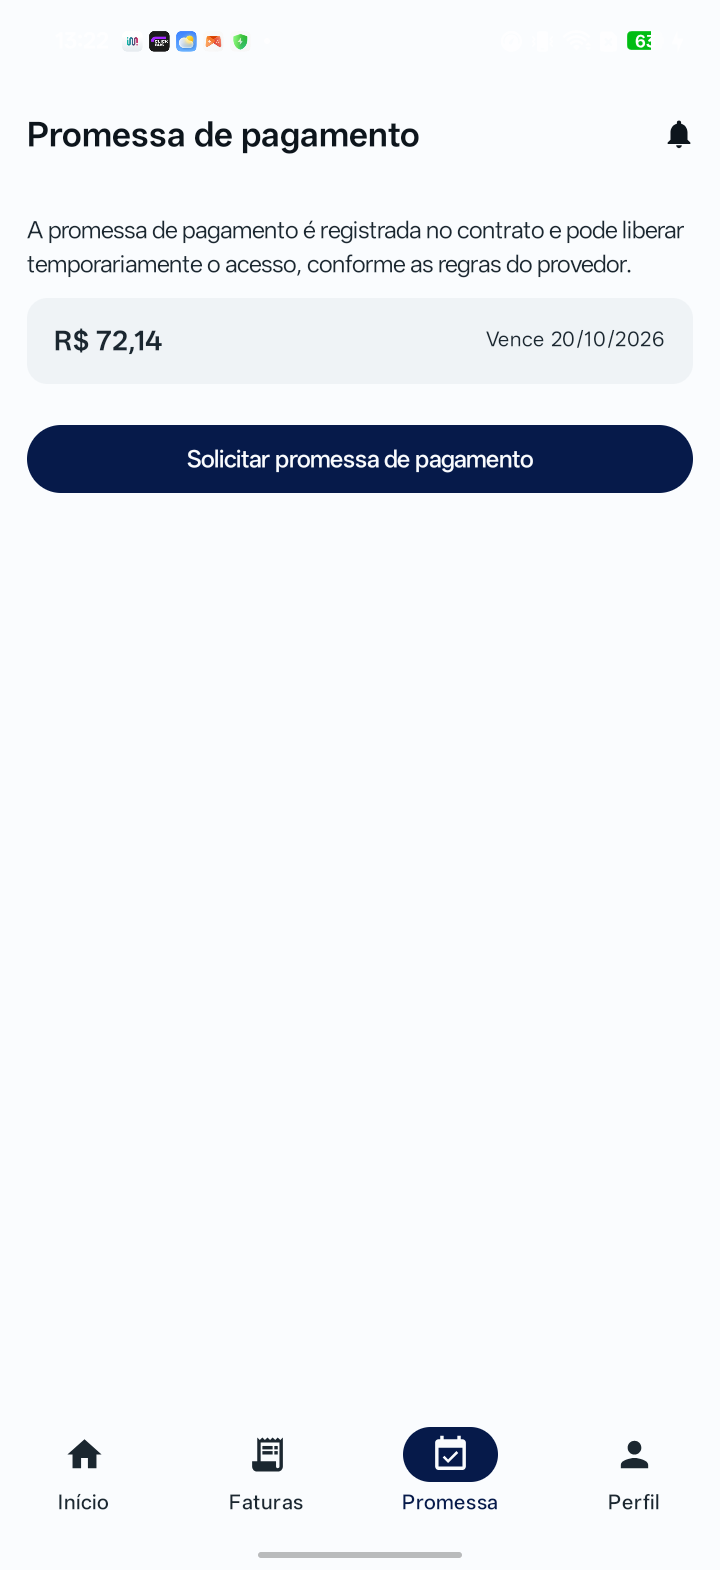 Promessa de pagamento
A promessa de pagamento é registrada no contrato e pode liberar
temporariamente o acesso, conforme as regras do provedor.
R$ 72,14
Vence 20/10/2026
Solicitar promessa de pagamento
Início
Faturas
Promessa
Perfil